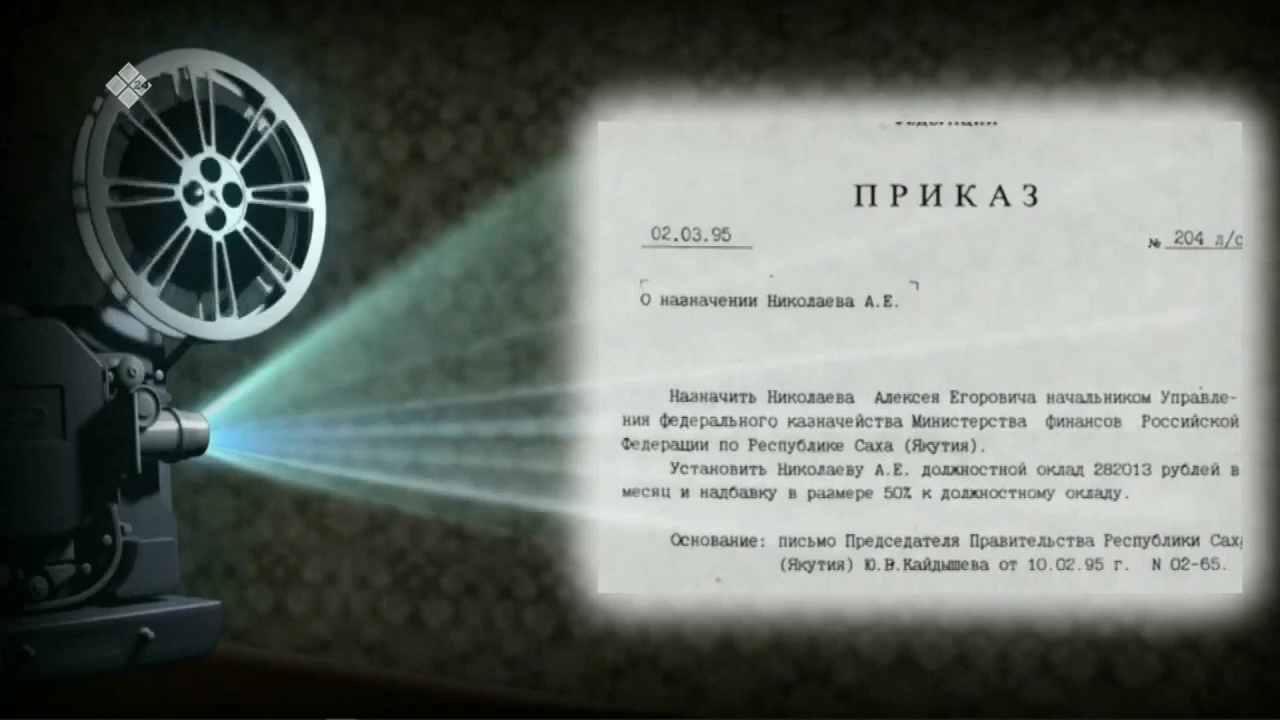 24
ПРИКАЗ
02.03.95
№ 204 л/с
О назначении Николаева А.Е.
Назначить Николаева Алексея Егоровича начальником Управле-
ния федерального казначейства Министерства финансов Российской
Федерации по Республике Саха (Якутия).
Установить Николаеву А.Е. должностной оклад 282013 рублей в
месяц и надбавку в размере 50% к должностному окладу.
Основание: письмо Председателя Правительства Республики Сах
(Якутия) Ю.В.Кайдышева от 10.02.95 г. N 02-65.